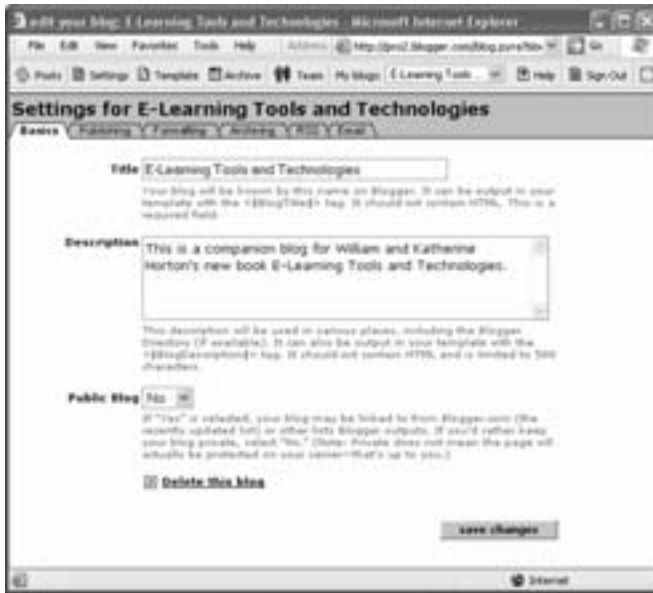 edit your blog: E-Learning Tools and Technologies - Microsoft Internet Explorer
File Edit View Favorites Tools Help Address Go
Posts Settings Template Archive Team My blogs: E-Learning Tools ... Help Sign Out
Settings for E-Learning Tools and Technologies
Basics Publishing Formatting Archiving RSS Email
Title E-Learning Tools and Technologies
Your blog will be known by this name on Blogger. It can be output in your
template with the <$BlogTitle$> tag. It should not contain HTML. This is a
required field.
Description This is a companion blog for William and Katherine
Horton's new book E-Learning Tools and Technologies.
This description will be used in various places, including the Blogger
Directory (if available). It can also be output in your template with the
<$BlogDescription$> tag. It should not contain HTML, and is limited to 500
characters.
Public Blog No
If "Yes" is selected, your blog may be linked to from Blogger.com (the
recently updated list) or other lists Blogger outputs. If you'd rather keep
your blog private, select "No." (Note: Private does not mean the page will
actually be protected on your server—that's up to you.)
Delete this blog
save changes
Internet